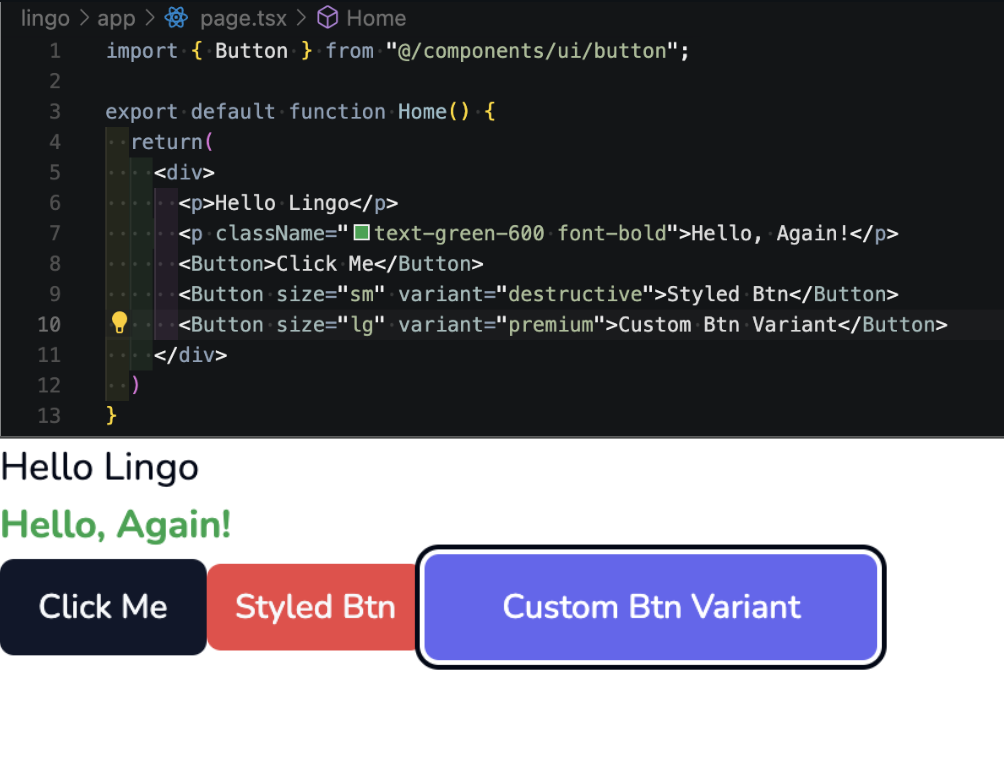 lingo > app > page.tsx > Home
1 import { Button } from "@/components/ui/button";
2
3 export default function Home() {
4   return(
5     <div>
6       <p>Hello Lingo</p>
7       <p className="text-green-600 font-bold">Hello, Again!</p>
8       <Button>Click Me</Button>
9       <Button size="sm" variant="destructive">Styled Btn</Button>
10       <Button size="lg" variant="premium">Custom Btn Variant</Button>
11     </div>
12   )
13 }
Hello Lingo
Hello, Again!
Click Me Styled Btn Custom Btn Variant